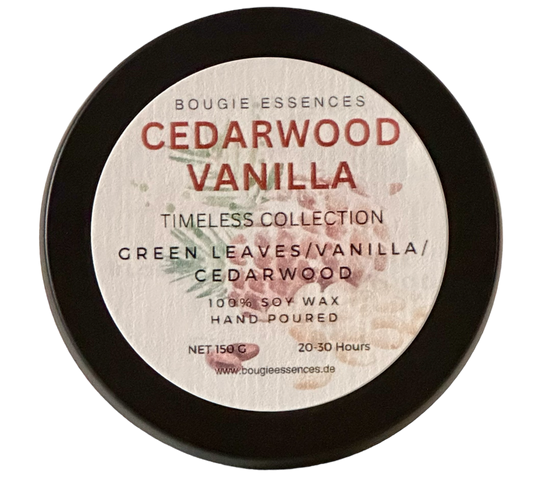 BOUGIE ESSENCES
CEDARWOOD
VANILLA
TIMELESS COLLECTION
GREEN LEAVES/VANILLA/
CEDARWOOD
100% SOY WAX
HAND POURED
NET 150 G 20-30 Hours
www.bougieessences.de